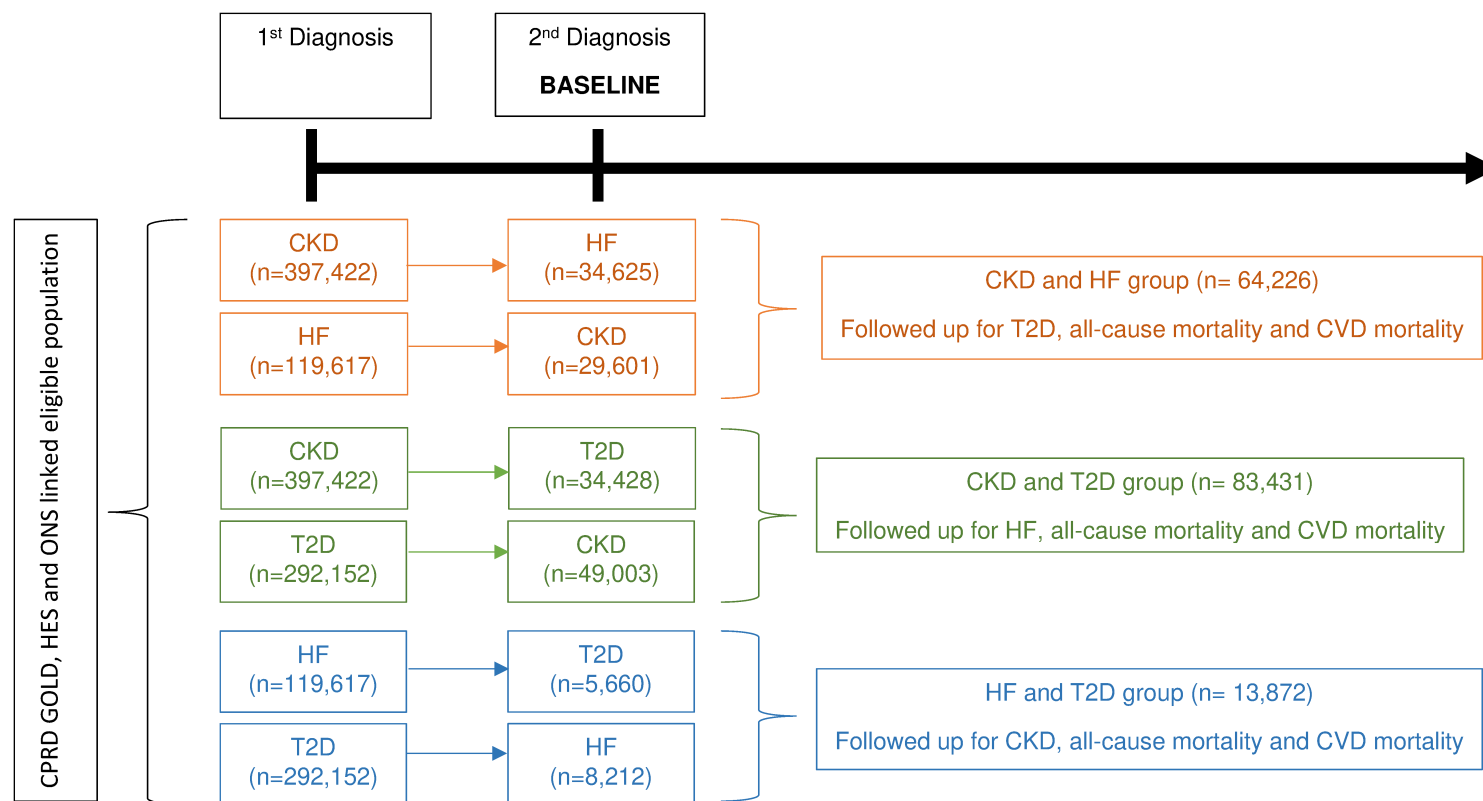 1st Diagnosis
2nd Diagnosis
BASELINE
CPRD GOLD, HES and ONS linked eligible population
CKD
(n=397,422)
HF
(n=34,625)
HF
(n=119,617)
CKD
(n=29,601)
CKD and HF group (n= 64,226)
Followed up for T2D, all-cause mortality and CVD mortality
CKD
(n=397,422)
T2D
(n=34,428)
T2D
(n=292,152)
CKD
(n=49,003)
CKD and T2D group (n= 83,431)
Followed up for HF, all-cause mortality and CVD mortality
HF
(n=119,617)
T2D
(n=5,660)
T2D
(n=292,152)
HF
(n=8,212)
HF and T2D group (n= 13,872)
Followed up for CKD, all-cause mortality and CVD mortality